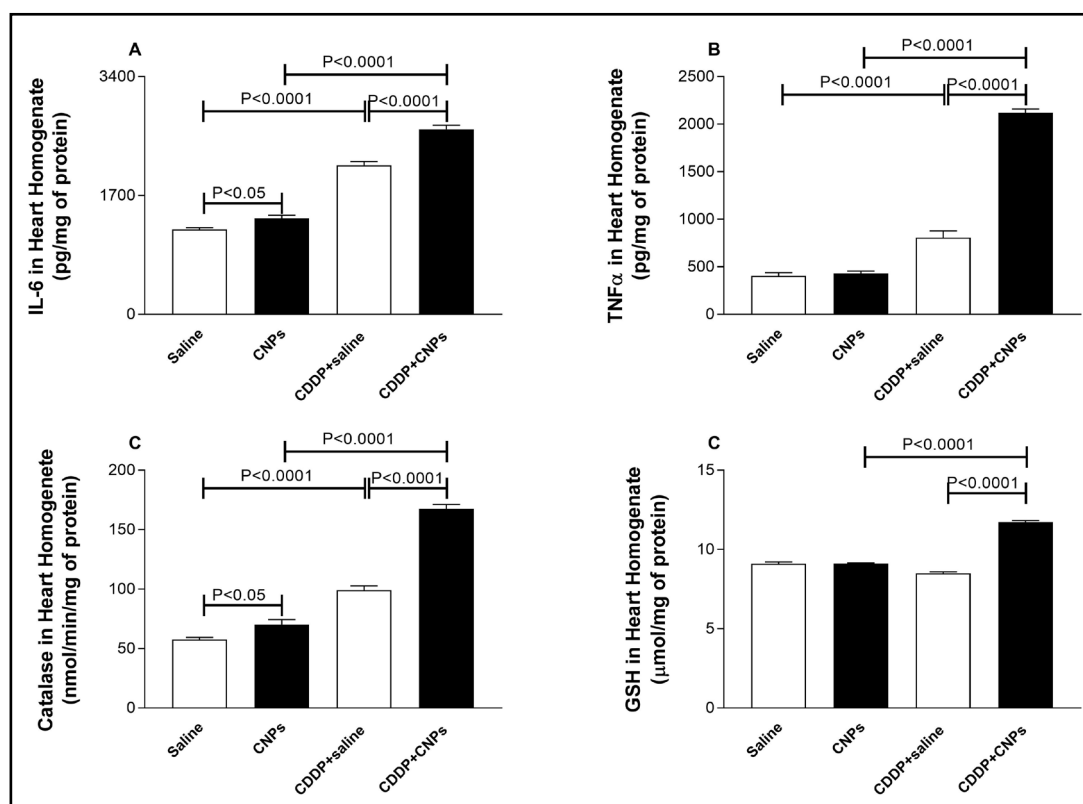 A
P<0.0001
P<0.0001
P<0.0001
P<0.05
3400
1700
0
IL-6 in Heart Homogenate
(pg/mg of protein)
Saline
CNPs
CDDP+saline
CDDP+CNPs
B
P<0.0001
P<0.0001
P<0.0001
2500
2000
1500
1000
500
0
TNFα in Heart Homogenate
(pg/mg of protein)
Saline
CNPs
CDDP+saline
CDDP+CNPs
C
P<0.0001
P<0.0001
P<0.0001
P<0.05
200
150
100
50
0
Catalase in Heart Homogenete
(nmol/min/mg of protein)
Saline
CNPs
CDDP+saline
CDDP+CNPs
C
P<0.0001
P<0.0001
15
10
5
0
GSH in Heart Homogenate
(μmol/mg of protein)
Saline
CNPs
CDDP+saline
CDDP+CNPs